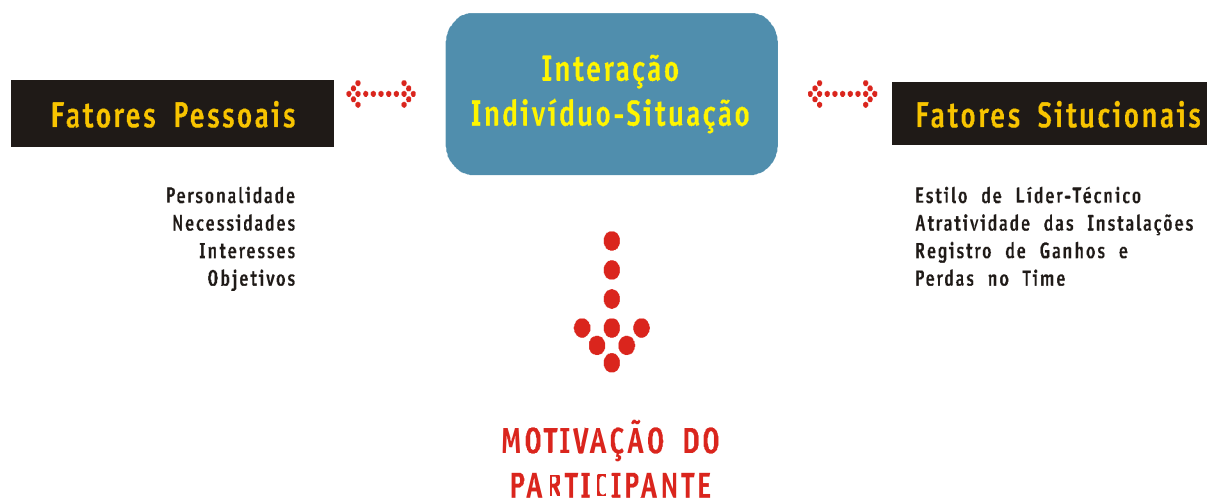 Interação
Indivíduo-Situação
Fatores Pessoais
Personalidade
Necessidades
Interesses
Objetivos
Fatores Situcionais
Estilo de Líder-Técnico
Atratividade das Instalações
Registro de Ganhos e
Perdas no Time
MOTIVAÇÃO DO
PARTICIPANTE